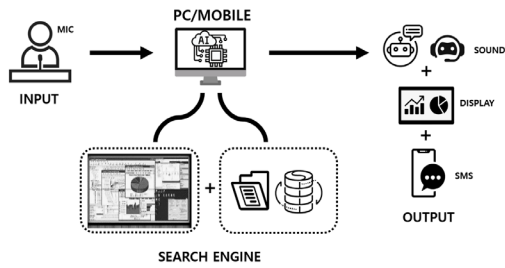 PC/MOBILE
MIC
AI
SOUND
INPUT
+
DISPLAY
+
+
SMS
OUTPUT
SEARCH ENGINE